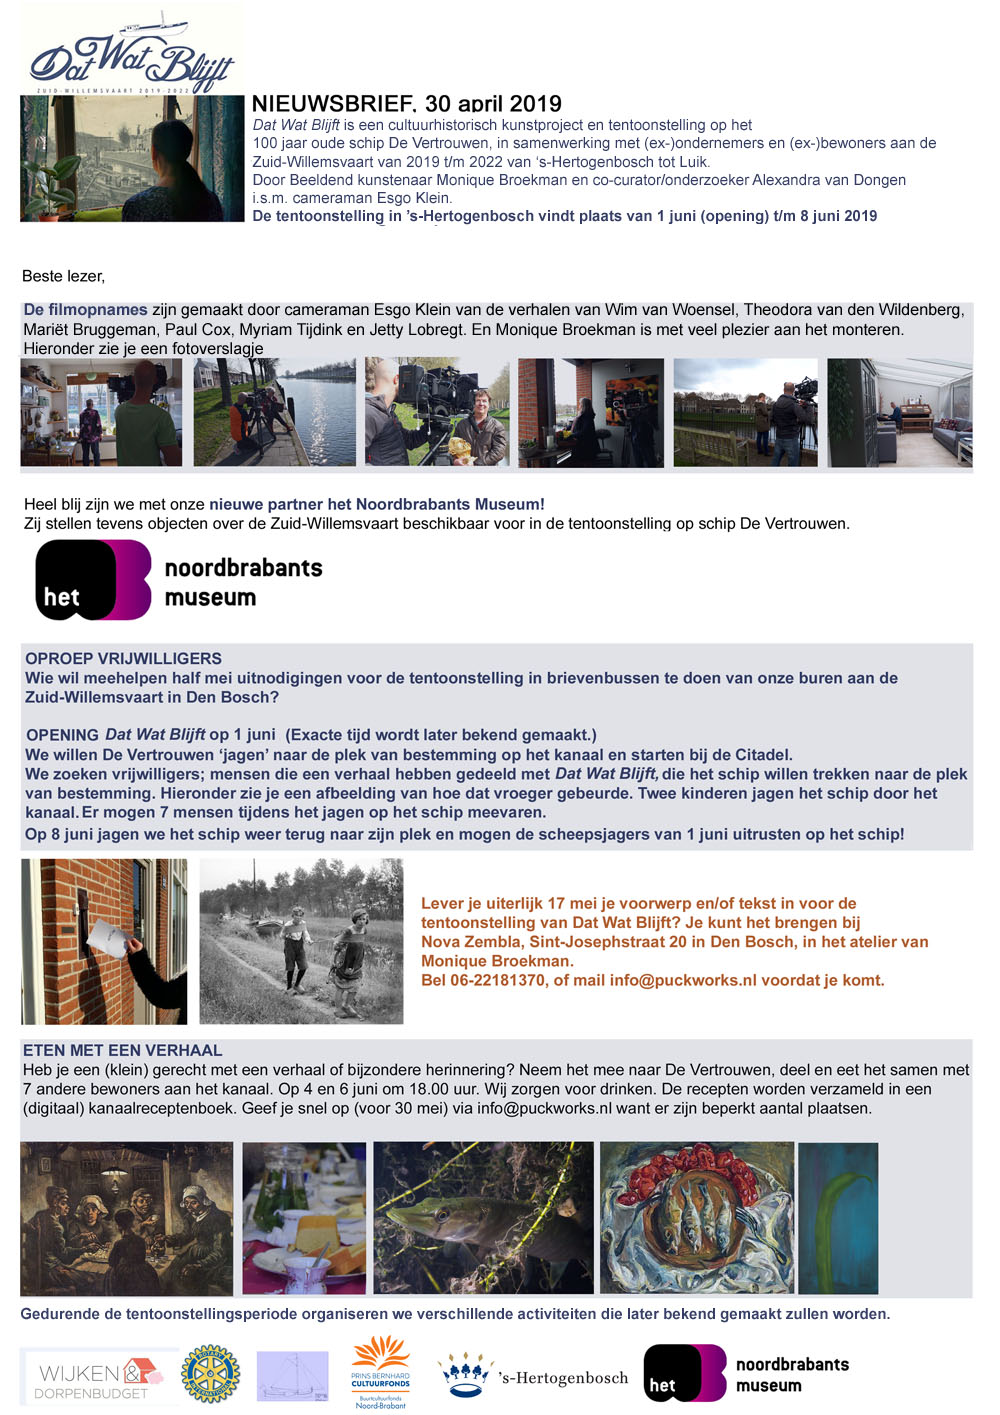 Dat Wat Blijft
ZUID-WILLEMSVAART 2019-2022
NIEUWSBRIEF, 30 april 2019
Dat Wat Blijft is een cultuurhistorisch kunstproject en tentoonstelling op het
100 jaar oude schip De Vertrouwen, in samenwerking met (ex-)ondernemers en (ex-)bewoners aan de
Zuid-Willemsvaart van 2019 t/m 2022 van ‘s-Hertogenbosch tot Luik.
Door Beeldend kunstenaar Monique Broekman en co-curator/onderzoeker Alexandra van Dongen
i.s.m. cameraman Esgo Klein.
De tentoonstelling in ’s-Hertogenbosch vindt plaats van 1 juni (opening) t/m 8 juni 2019
Beste lezer,
De filmopnames zijn gemaakt door cameraman Esgo Klein van de verhalen van Wim van Woensel, Theodora van den Wildenberg,
Mariët Bruggeman, Paul Cox, Myriam Tijdink en Jetty Lobregt. En Monique Broekman is met veel plezier aan het monteren.
Hieronder zie je een fotoverslagje
Heel blij zijn we met onze nieuwe partner het Noordbrabants Museum!
Zij stellen tevens objecten over de Zuid-Willemsvaart beschikbaar voor in de tentoonstelling op schip De Vertrouwen.
het noordbrabants
museum
OPROEP VRIJWILLIGERS
Wie wil meehelpen half mei uitnodigingen voor de tentoonstelling in brievenbussen te doen van onze buren aan de
Zuid-Willemsvaart in Den Bosch?
OPENING Dat Wat Blijft op 1 juni (Exacte tijd wordt later bekend gemaakt.)
We willen De Vertrouwen ‘jagen’ naar de plek van bestemming op het kanaal en starten bij de Citadel.
We zoeken vrijwilligers; mensen die een verhaal hebben gedeeld met Dat Wat Blijft, die het schip willen trekken naar de plek
van bestemming. Hieronder zie je een afbeelding van hoe dat vroeger gebeurde. Twee kinderen jagen het schip door het
kanaal. Er mogen 7 mensen tijdens het jagen op het schip meevaren.
Op 8 juni jagen we het schip weer terug naar zijn plek en mogen de scheepsjagers van 1 juni uitrusten op het schip!
Lever je uiterlijk 17 mei je voorwerp en/of tekst in voor de
tentoonstelling van Dat Wat Blijft? Je kunt het brengen bij
Nova Zembla, Sint-Josephstraat 20 in Den Bosch, in het atelier van
Monique Broekman.
Bel 06-22181370, of mail info@puckworks.nl voordat je komt.
ETEN MET EEN VERHAAL
Heb je een (klein) gerecht met een verhaal of bijzondere herinnering? Neem het mee naar De Vertrouwen, deel en eet het samen met
7 andere bewoners aan het kanaal. Op 4 en 6 juni om 18.00 uur. Wij zorgen voor drinken. De recepten worden verzameld in een
(digitaal) kanaalreceptenboek. Geef je snel op (voor 30 mei) via info@puckworks.nl want er zijn beperkt aantal plaatsen.
Gedurende de tentoonstellingsperiode organiseren we verschillende activiteiten die later bekend gemaakt zullen worden.
WIJKEN&
DORPENBUDGET
ROTARY
INTERNATIONAL
PRINS BERNHARD
CULTUURFONDS
Buurtcultuurfonds
Noord-Brabant
’s-Hertogenbosch
het noordbrabants
museum